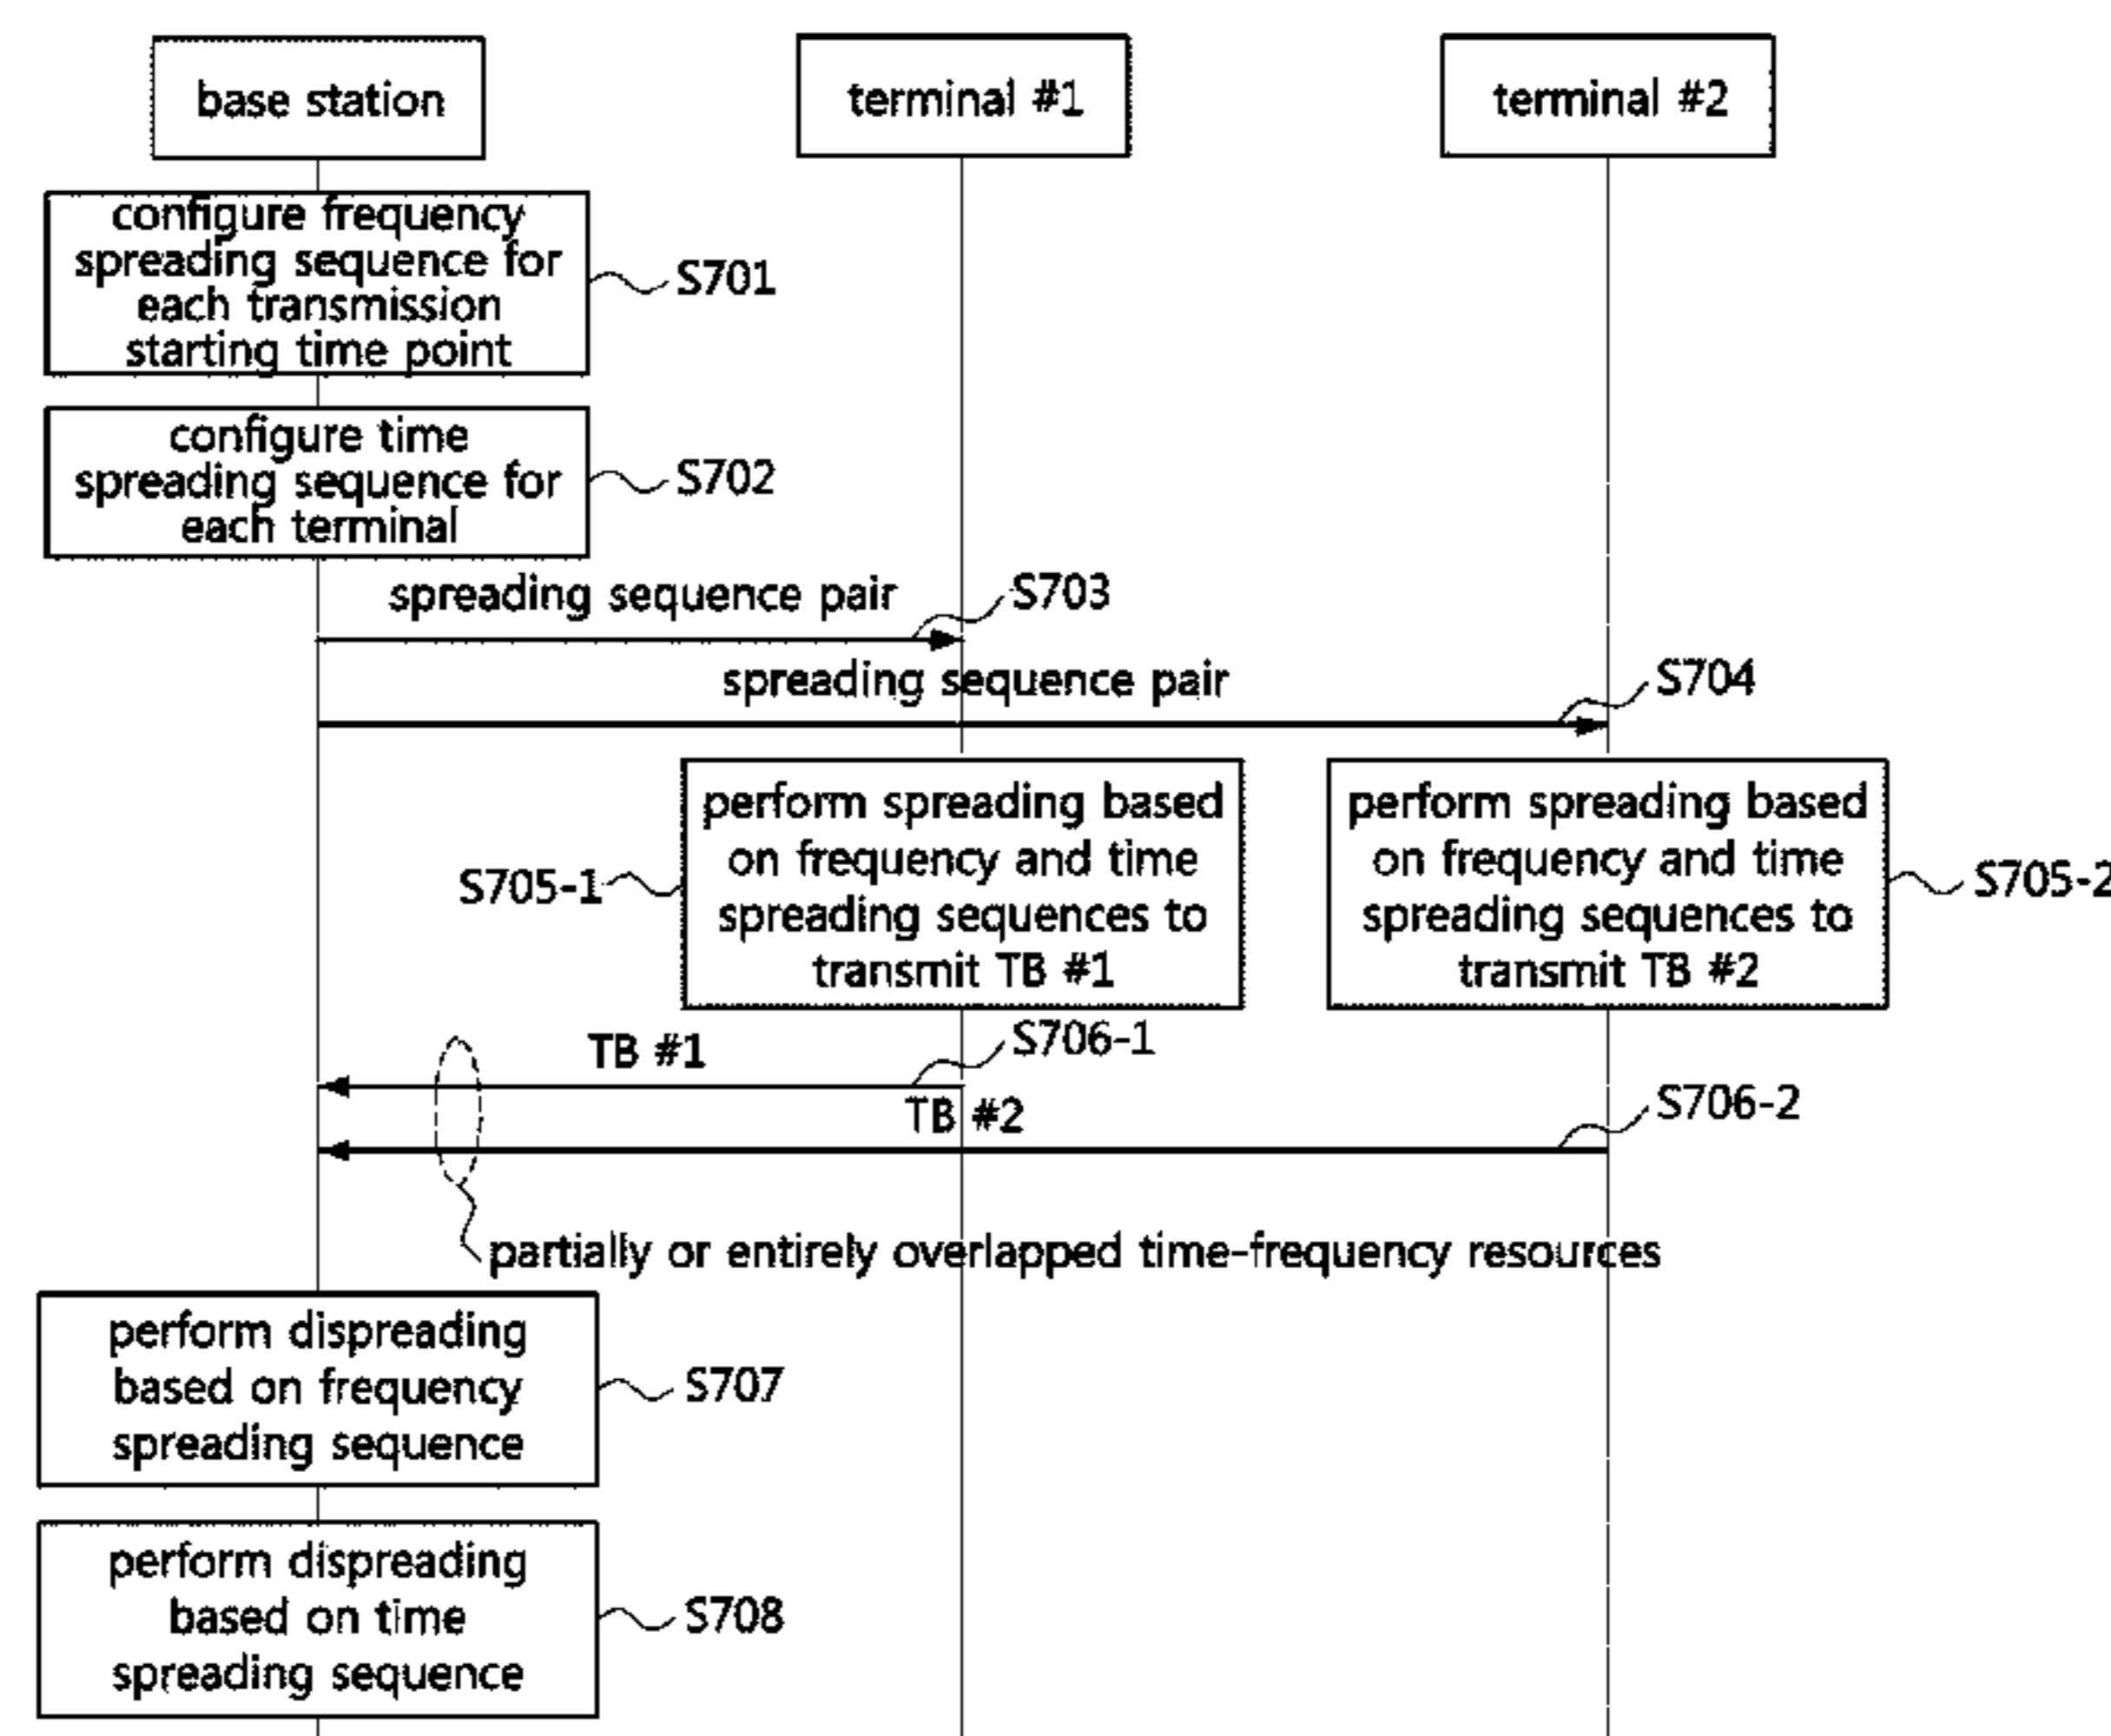 base station
terminal #1
terminal #2
configure frequency
spreading sequence for
each transmission
starting time point
S701
configure time
spreading sequence for
each terminal
S702
spreading sequence pair
S703
spreading sequence pair
S704
perform spreading based
on frequency and time
spreading sequences to
transmit TB #1
S705-1
perform spreading based
on frequency and time
spreading sequences to
transmit TB #2
S705-2
TB #1
S706-1
TB #2
S706-2
partially or entirely overlapped time-frequency resources
perform dispreading
based on frequency
spreading sequence
S707
perform dispreading
based on time
spreading sequence
S708